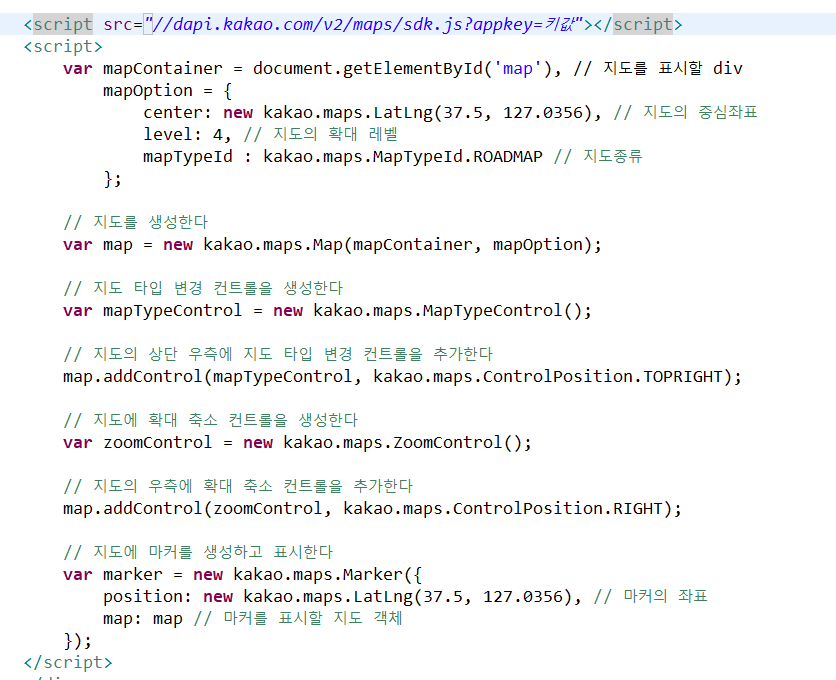 <script src="//dapi.kakao.com/v2/maps/sdk.js?appkey=키값"></script>
<script>
    var mapContainer = document.getElementById('map'), // 지도를 표시할 div
        mapOption = {
            center: new kakao.maps.LatLng(37.5, 127.0356), // 지도의 중심좌표
            level: 4, // 지도의 확대 레벨
            mapTypeId : kakao.maps.MapTypeId.ROADMAP // 지도종류
        };
    // 지도를 생성한다
    var map = new kakao.maps.Map(mapContainer, mapOption);
    // 지도 타입 변경 컨트롤을 생성한다
    var mapTypeControl = new kakao.maps.MapTypeControl();
    // 지도의 상단 우측에 지도 타입 변경 컨트롤을 추가한다
    map.addControl(mapTypeControl, kakao.maps.ControlPosition.TOPRIGHT);
    // 지도에 확대 축소 컨트롤을 생성한다
    var zoomControl = new kakao.maps.ZoomControl();
    // 지도의 우측에 확대 축소 컨트롤을 추가한다
    map.addControl(zoomControl, kakao.maps.ControlPosition.RIGHT);
    // 지도에 마커를 생성하고 표시한다
    var marker = new kakao.maps.Marker({
        position: new kakao.maps.LatLng(37.5, 127.0356), // 마커의 좌표
        map: map // 마커를 표시할 지도 객체
    });
</script>